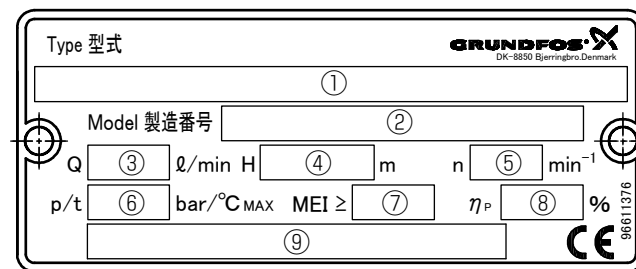 Type 型式 GRUNDFOS
DK-8850 Bjerringbro.Denmark
①
Model 製造番号 ②
Q ③ ℓ/min H ④ m n ⑤ min⁻¹
p/t ⑥ bar/°C MAX MEI ≥ ⑦ η P ⑧ %
⑨ CE
96611376